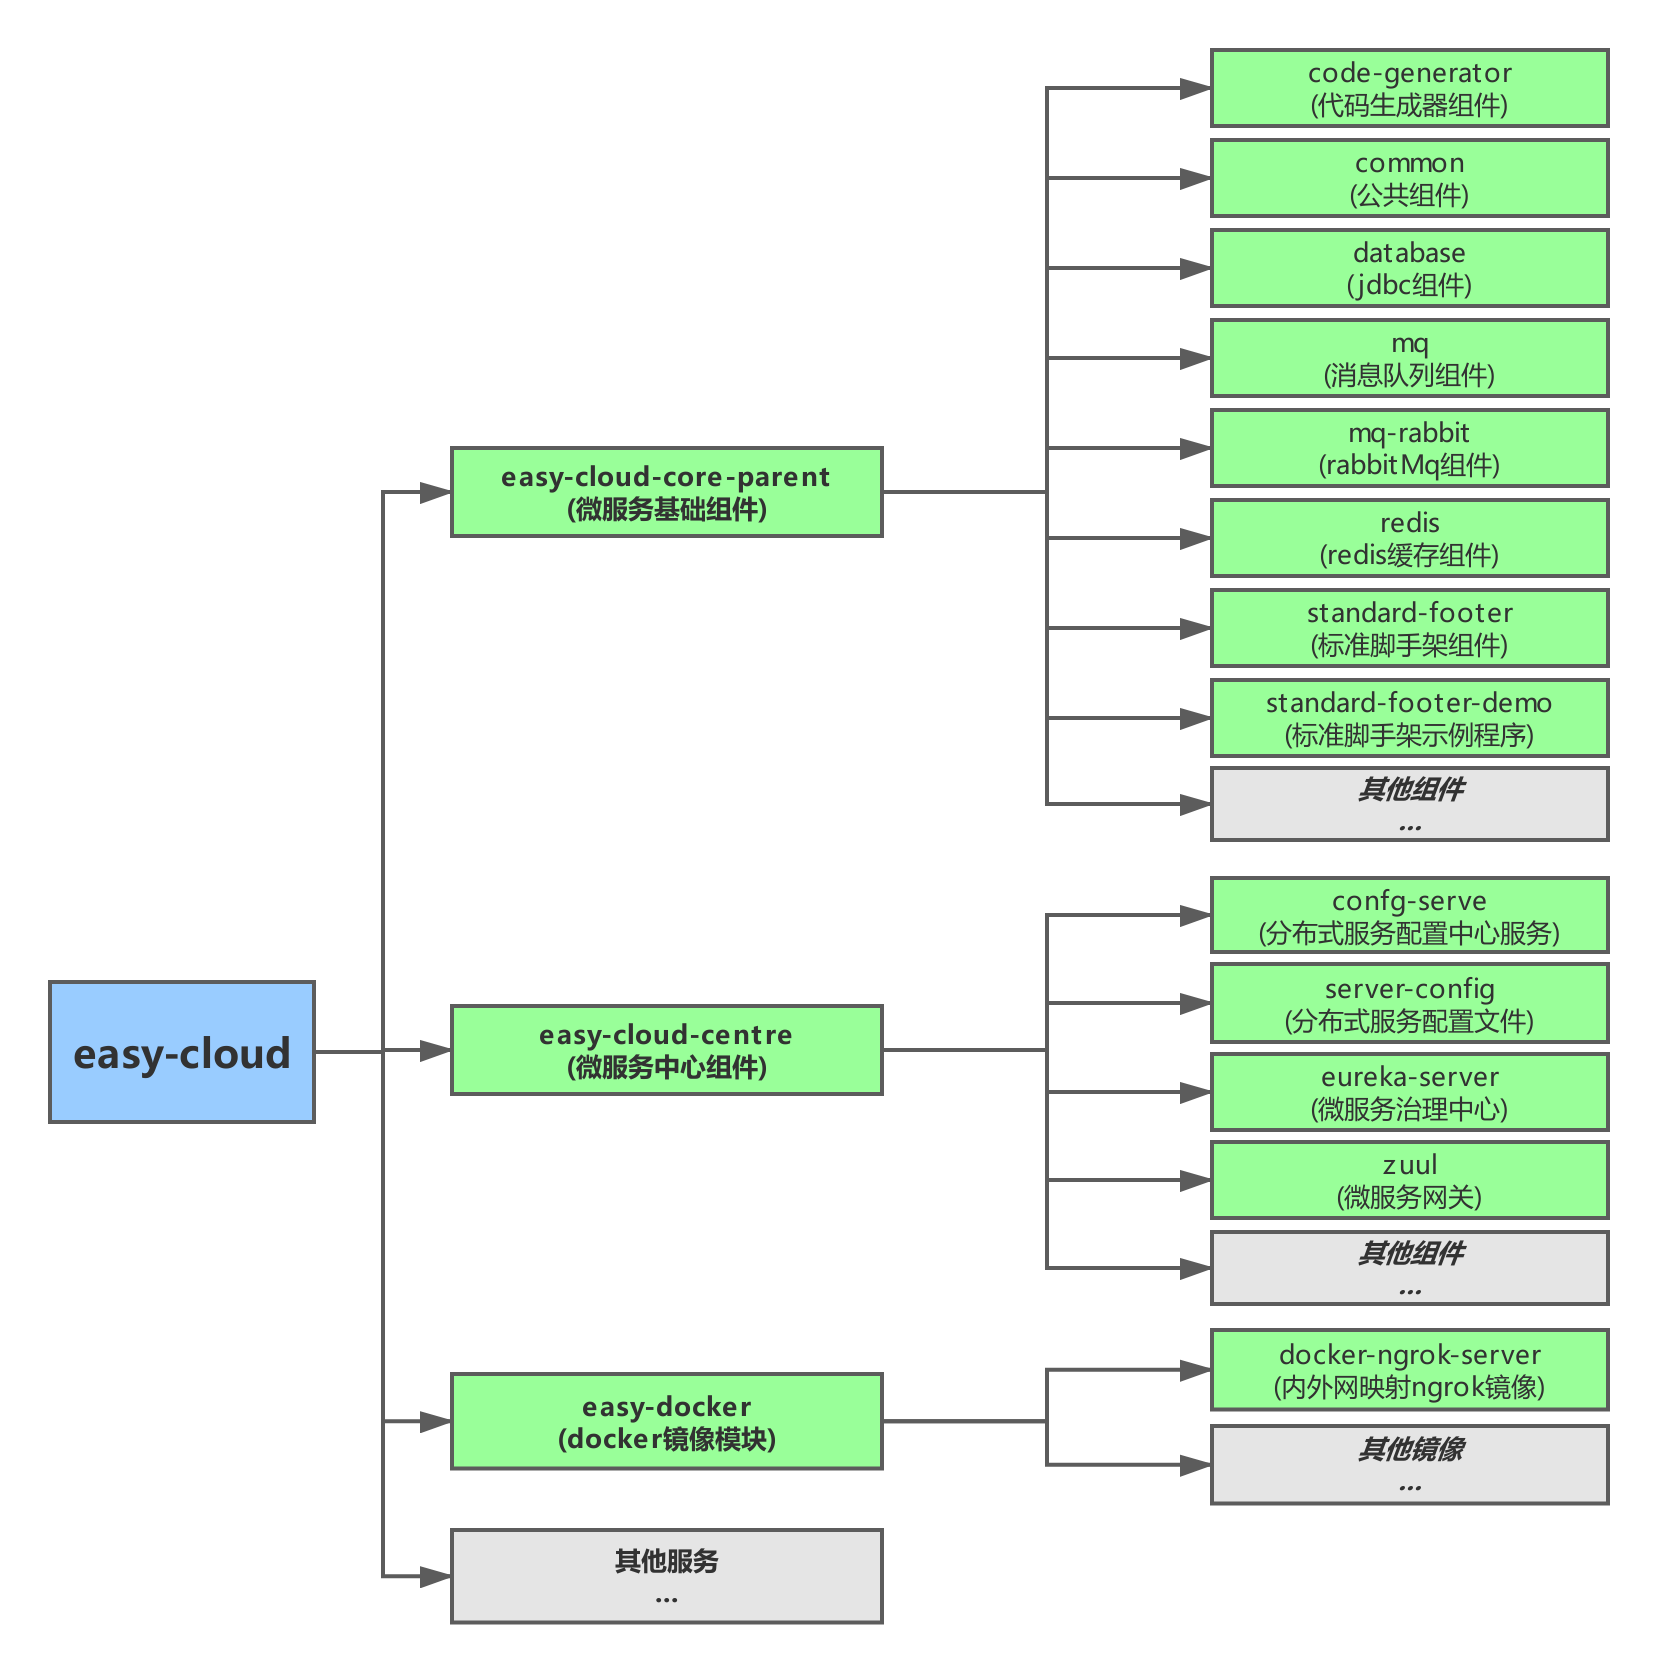 easy-cloud
easy-cloud-core-parent
(微服务基础组件)
code-generator
(代码生成器组件)
common
(公共组件)
database
(jdbc组件)
mq
(消息队列组件)
mq-rabbit
(rabbitMq组件)
redis
(redis缓存组件)
standard-footer
(标准脚手架组件)
standard-footer-demo
(标准脚手架示例程序)
其他组件
...
easy-cloud-centre
(微服务中心组件)
confg-serve
(分布式服务配置中心服务)
server-config
(分布式服务配置文件)
eureka-server
(微服务治理中心)
zuul
(微服务网关)
其他组件
...
easy-docker
(docker镜像模块)
docker-ngrok-server
(内外网映射ngrok镜像)
其他镜像
...
其他服务
...